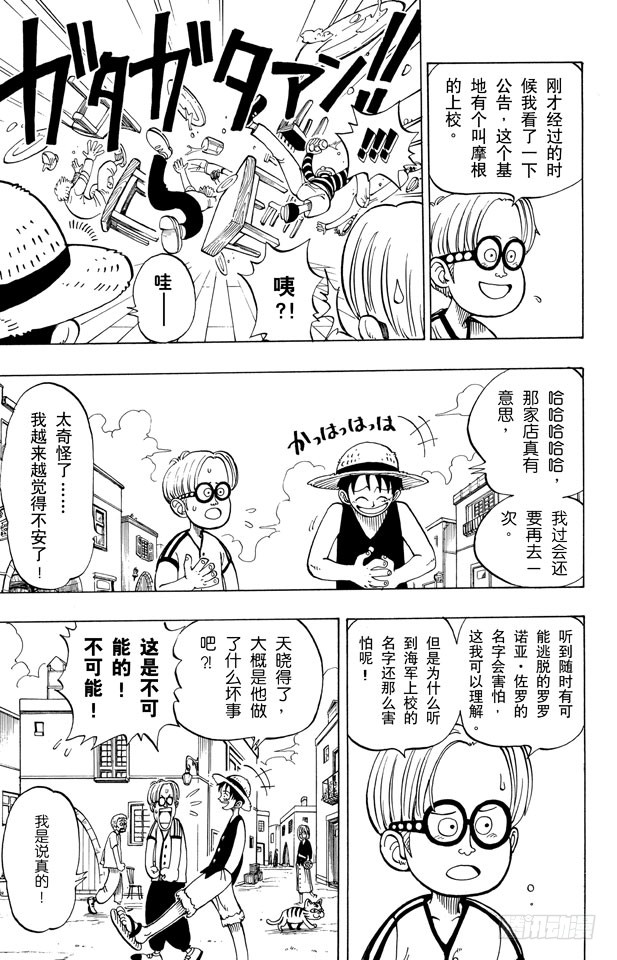 刚才经过的时
候我看了一下
公告，这个基
地有个叫摩根
的上校。
ガタガタアン!!
!!!
咦?!
哇——
哈哈哈哈哈，
那家店真有
意思，
我过会还
要再去一
次。
かっはっはっはっ
太奇怪了……
我越来越觉得不安了！
听到随时有可
能逃脱的罗罗
诺亚·佐罗的
名字会害怕，
这我可以理解。
但是为什么听
到海军上校的
名字还那么害
怕呢！
天晓得了，
大概是他做
了什么坏事
吧?!
这是不可
能的！
不可能！
我是说真的！
腾讯动漫